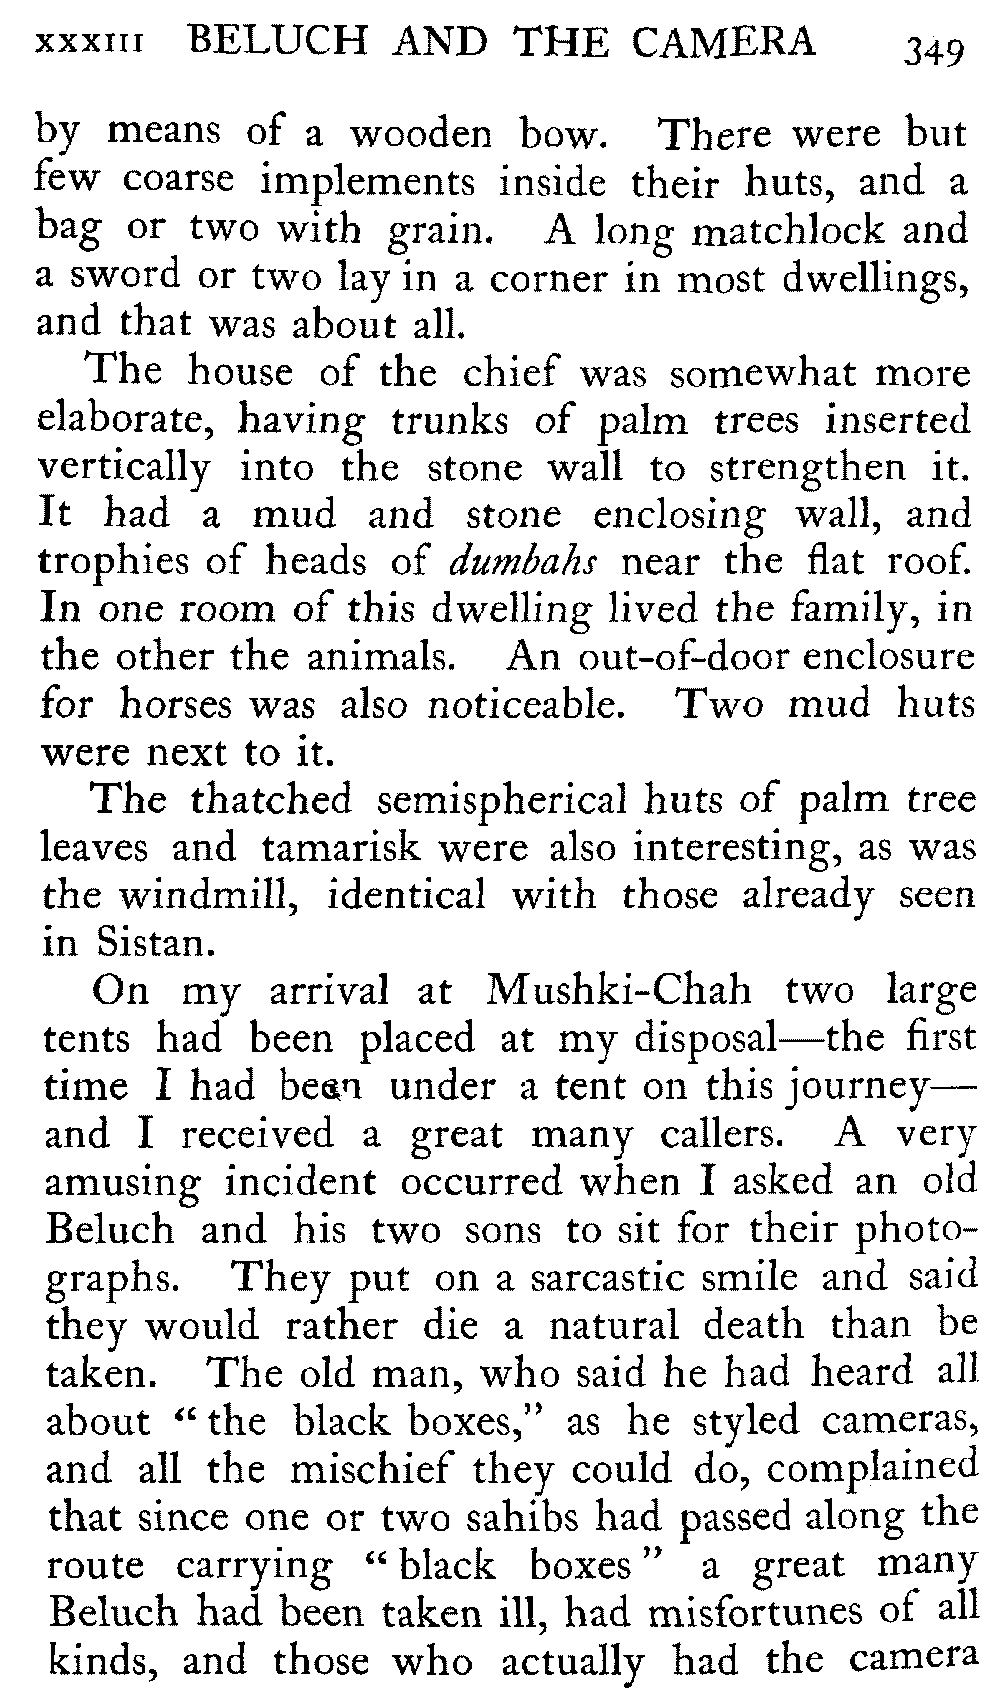 XXXIII BELUCH AND THE CAMERA 349
by means of a wooden bow. There were but
few coarse implements inside their huts, and a
bag or two with grain. A long matchlock and
a sword or two lay in a corner in most dwellings,
and that was about all.
The house of the chief was somewhat more
elaborate, having trunks of palm trees inserted
vertically into the stone wall to strengthen it.
It had a mud and stone enclosing wall, and
trophies of heads of dumbahs near the flat roof.
In one room of this dwelling lived the family, in
the other the animals. An out-of-door enclosure
for horses was also noticeable. Two mud huts
were next to it.
The thatched semispherical huts of palm tree
leaves and tamarisk were also interesting, as was
the windmill, identical with those already seen
in Sistan.
On my arrival at Mushki-Chah two large
tents had been placed at my disposal—the first
time I had been under a tent on this journey—
and I received a great many callers. A very
amusing incident occurred when I asked an old
Beluch and his two sons to sit for their photo-
graphs. They put on a sarcastic smile and said
they would rather die a natural death than be
taken. The old man, who said he had heard all
about “the black boxes,” as he styled cameras,
and all the mischief they could do, complained
that since one or two sahibs had passed along the
route carrying “black boxes” a great many
Beluch had been taken ill, had misfortunes of all
kinds, and those who actually had the camera